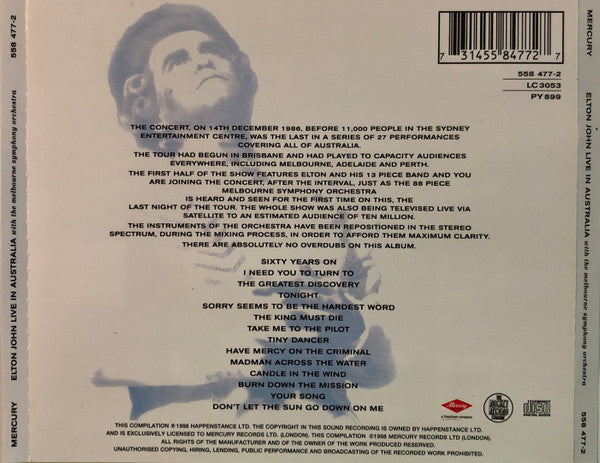 MERCURY ELTON JOHN LIVE IN AUSTRALIA with the melbourne symphony orchestra 558 477-2
7 31455 84772 7
558 477-2
LC 3053
PY 899
THE CONCERT, ON 14TH DECEMBER 1986, BEFORE 11,000 PEOPLE IN THE SYDNEY
ENTERTAINMENT CENTRE, WAS THE LAST IN A SERIES OF 27 PERFORMANCES
COVERING ALL OF AUSTRALIA.
THE TOUR HAD BEGUN IN BRISBANE AND HAD PLAYED TO CAPACITY AUDIENCES
EVERYWHERE, INCLUDING MELBOURNE, ADELAIDE AND PERTH.
THE FIRST HALF OF THE SHOW FEATURES ELTON AND HIS 13 PIECE BAND AND YOU
ARE JOINING THE CONCERT, AFTER THE INTERVAL, JUST AS THE 88 PIECE
MELBOURNE SYMPHONY ORCHESTRA
IS HEARD AND SEEN FOR THE FIRST TIME ON THIS, THE
LAST NIGHT OF THE TOUR. THE WHOLE SHOW WAS ALSO BEING TELEVISED LIVE VIA
SATELLITE TO AN ESTIMATED AUDIENCE OF TEN MILLION.
THE INSTRUMENTS OF THE ORCHESTRA HAVE BEEN REPOSITIONED IN THE STEREO
SPECTRUM, DURING THE MIXING PROCESS, IN ORDER TO AFFORD THEM MAXIMUM CLARITY.
THERE ARE ABSOLUTELY NO OVERDUBS ON THIS ALBUM.
SIXTY YEARS ON
I NEED YOU TO TURN TO
THE GREATEST DISCOVERY
TONIGHT
SORRY SEEMS TO BE THE HARDEST WORD
THE KING MUST DIE
TAKE ME TO THE PILOT
TINY DANCER
HAVE MERCY ON THE CRIMINAL
MADMAN ACROSS THE WATER
CANDLE IN THE WIND
BURN DOWN THE MISSION
YOUR SONG
DON'T LET THE SUN GO DOWN ON ME
Mercury
a PolyGram company
COMPACT
disc
DIGITAL AUDIO
THIS COMPILATION ℗1998 HAPPENSTANCE LTD. THE COPYRIGHT IN THIS SOUND RECORDING IS OWNED BY HAPPENSTANCE LTD.
AND IS EXCLUSIVELY LICENSED TO MERCURY RECORDS LTD. (LONDON). THIS COMPILATION ©1998 MERCURY RECORDS LTD (LONDON).
ALL RIGHTS OF THE MANUFACTURER AND OF THE OWNER OF THE WORK PRODUCED RESERVED.
UNAUTHORISED COPYING, HIRING, LENDING, PUBLIC PERFORMANCE AND BROADCASTING OF THE RECORDED WORK PROHIBITED.
MERCURY ELTON JOHN LIVE IN AUSTRALIA with the melbourne symphony orchestra 558 477-2